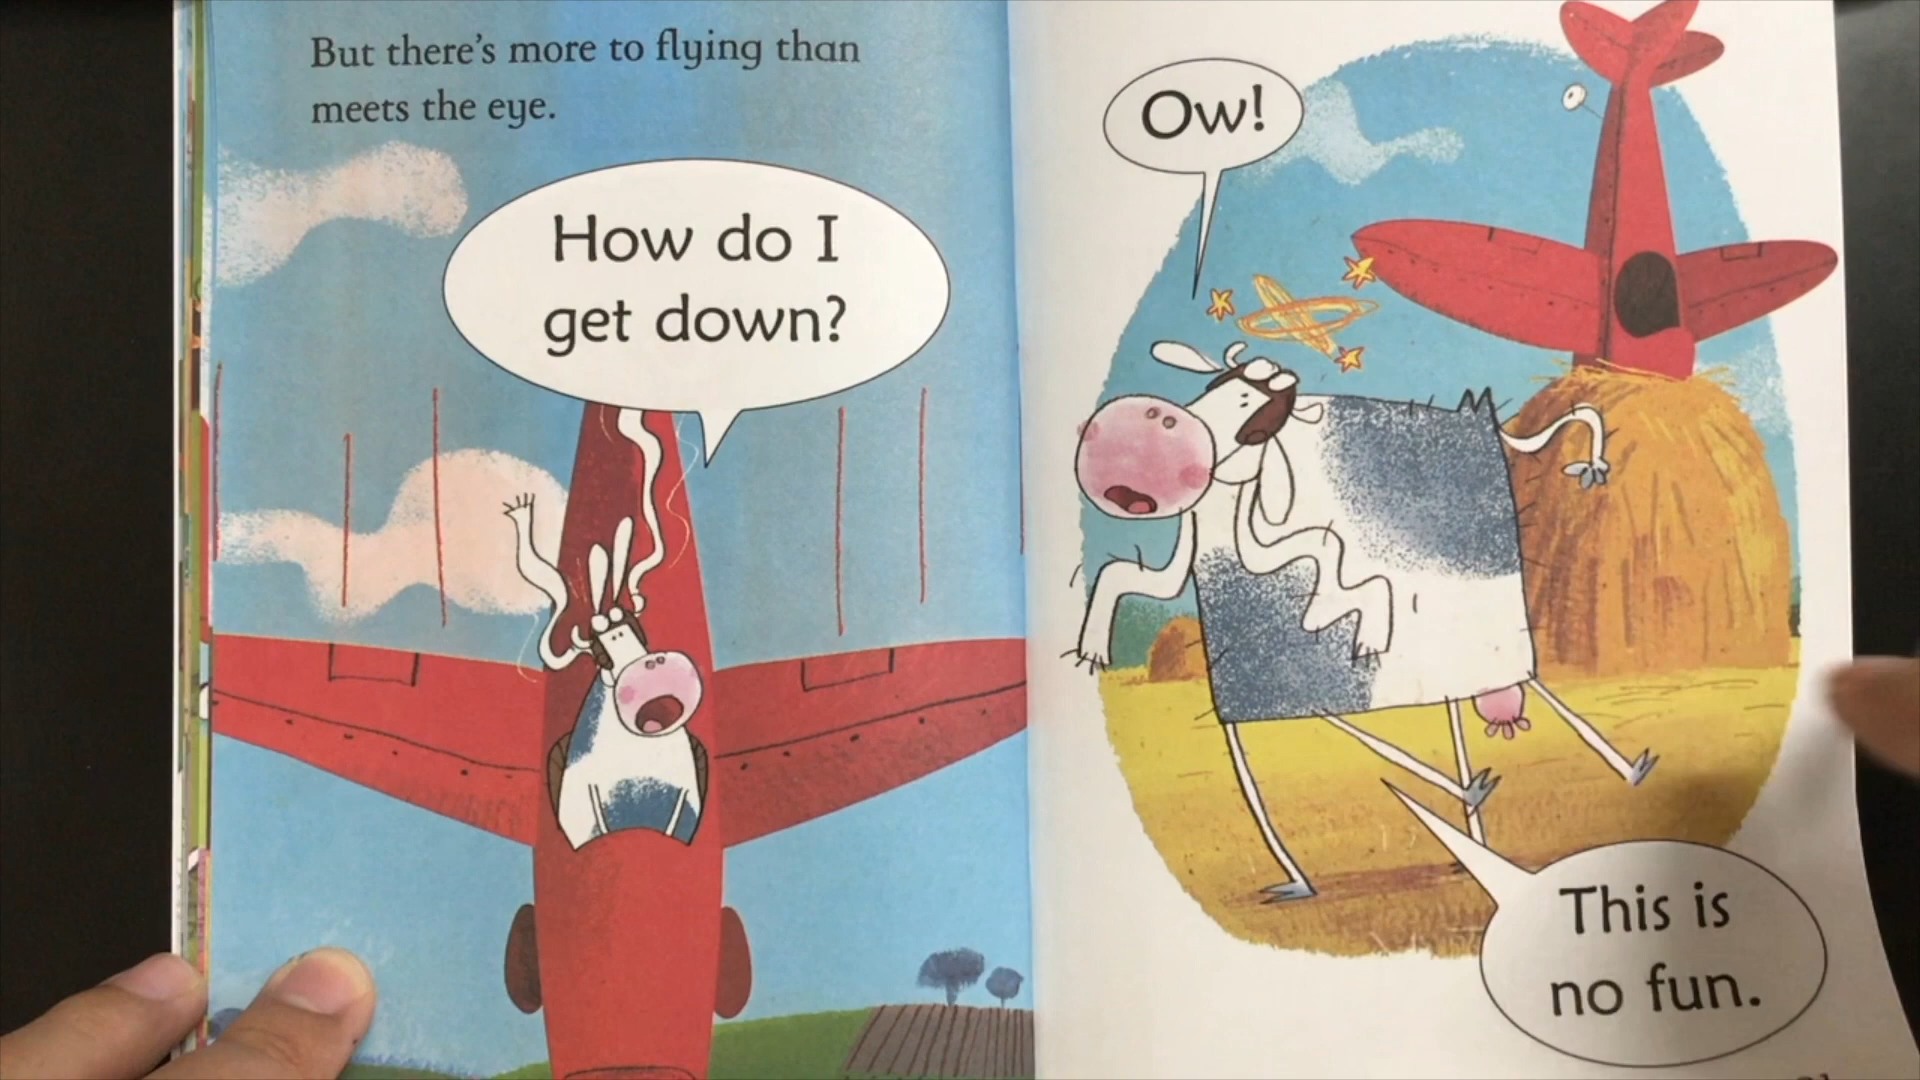 But there's more to flying than
meets the eye.
How do I
get down?
Ow!
This is
no fun.